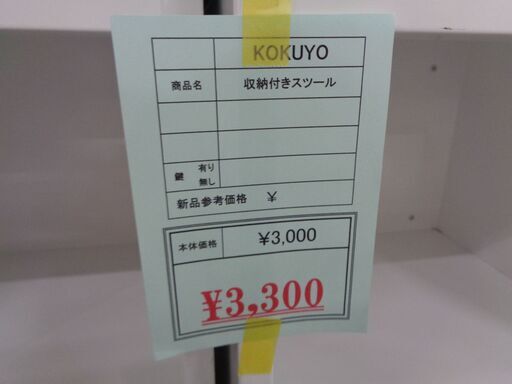 KOKUYO
商品名 収納付きスツール
鍵 有り 無し
新品参考価格 ¥
本体価格 ¥3,000
¥3,300